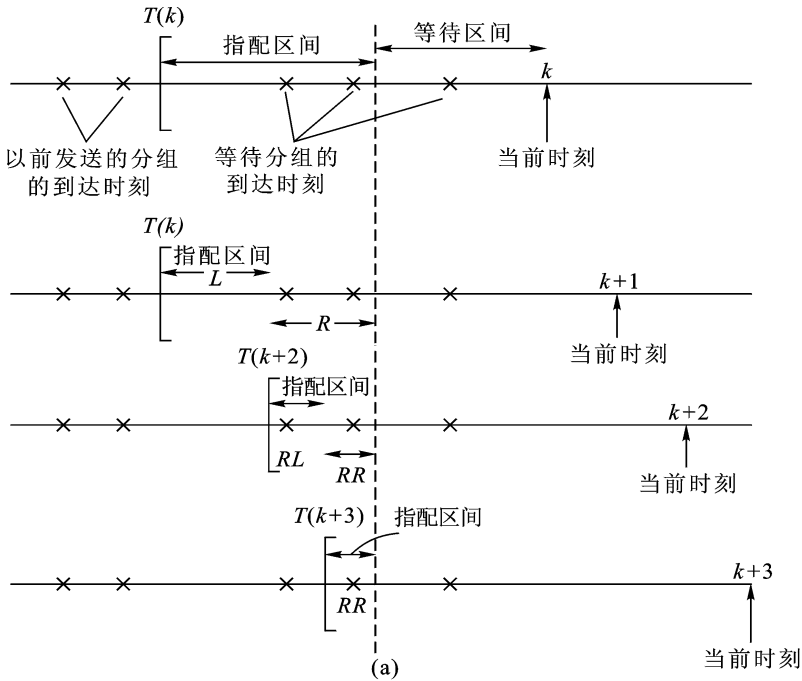 T(k)
指配区间
等待区间
k
以前发送的分组
的到达时刻
等待分组的
到达时刻
当前时刻
T(k)
指配区间
L
k+1
R
当前时刻
T(k+2)
指配区间
k+2
RL
RR
当前时刻
T(k+3)
指配区间
k+3
RR
当前时刻
(a)